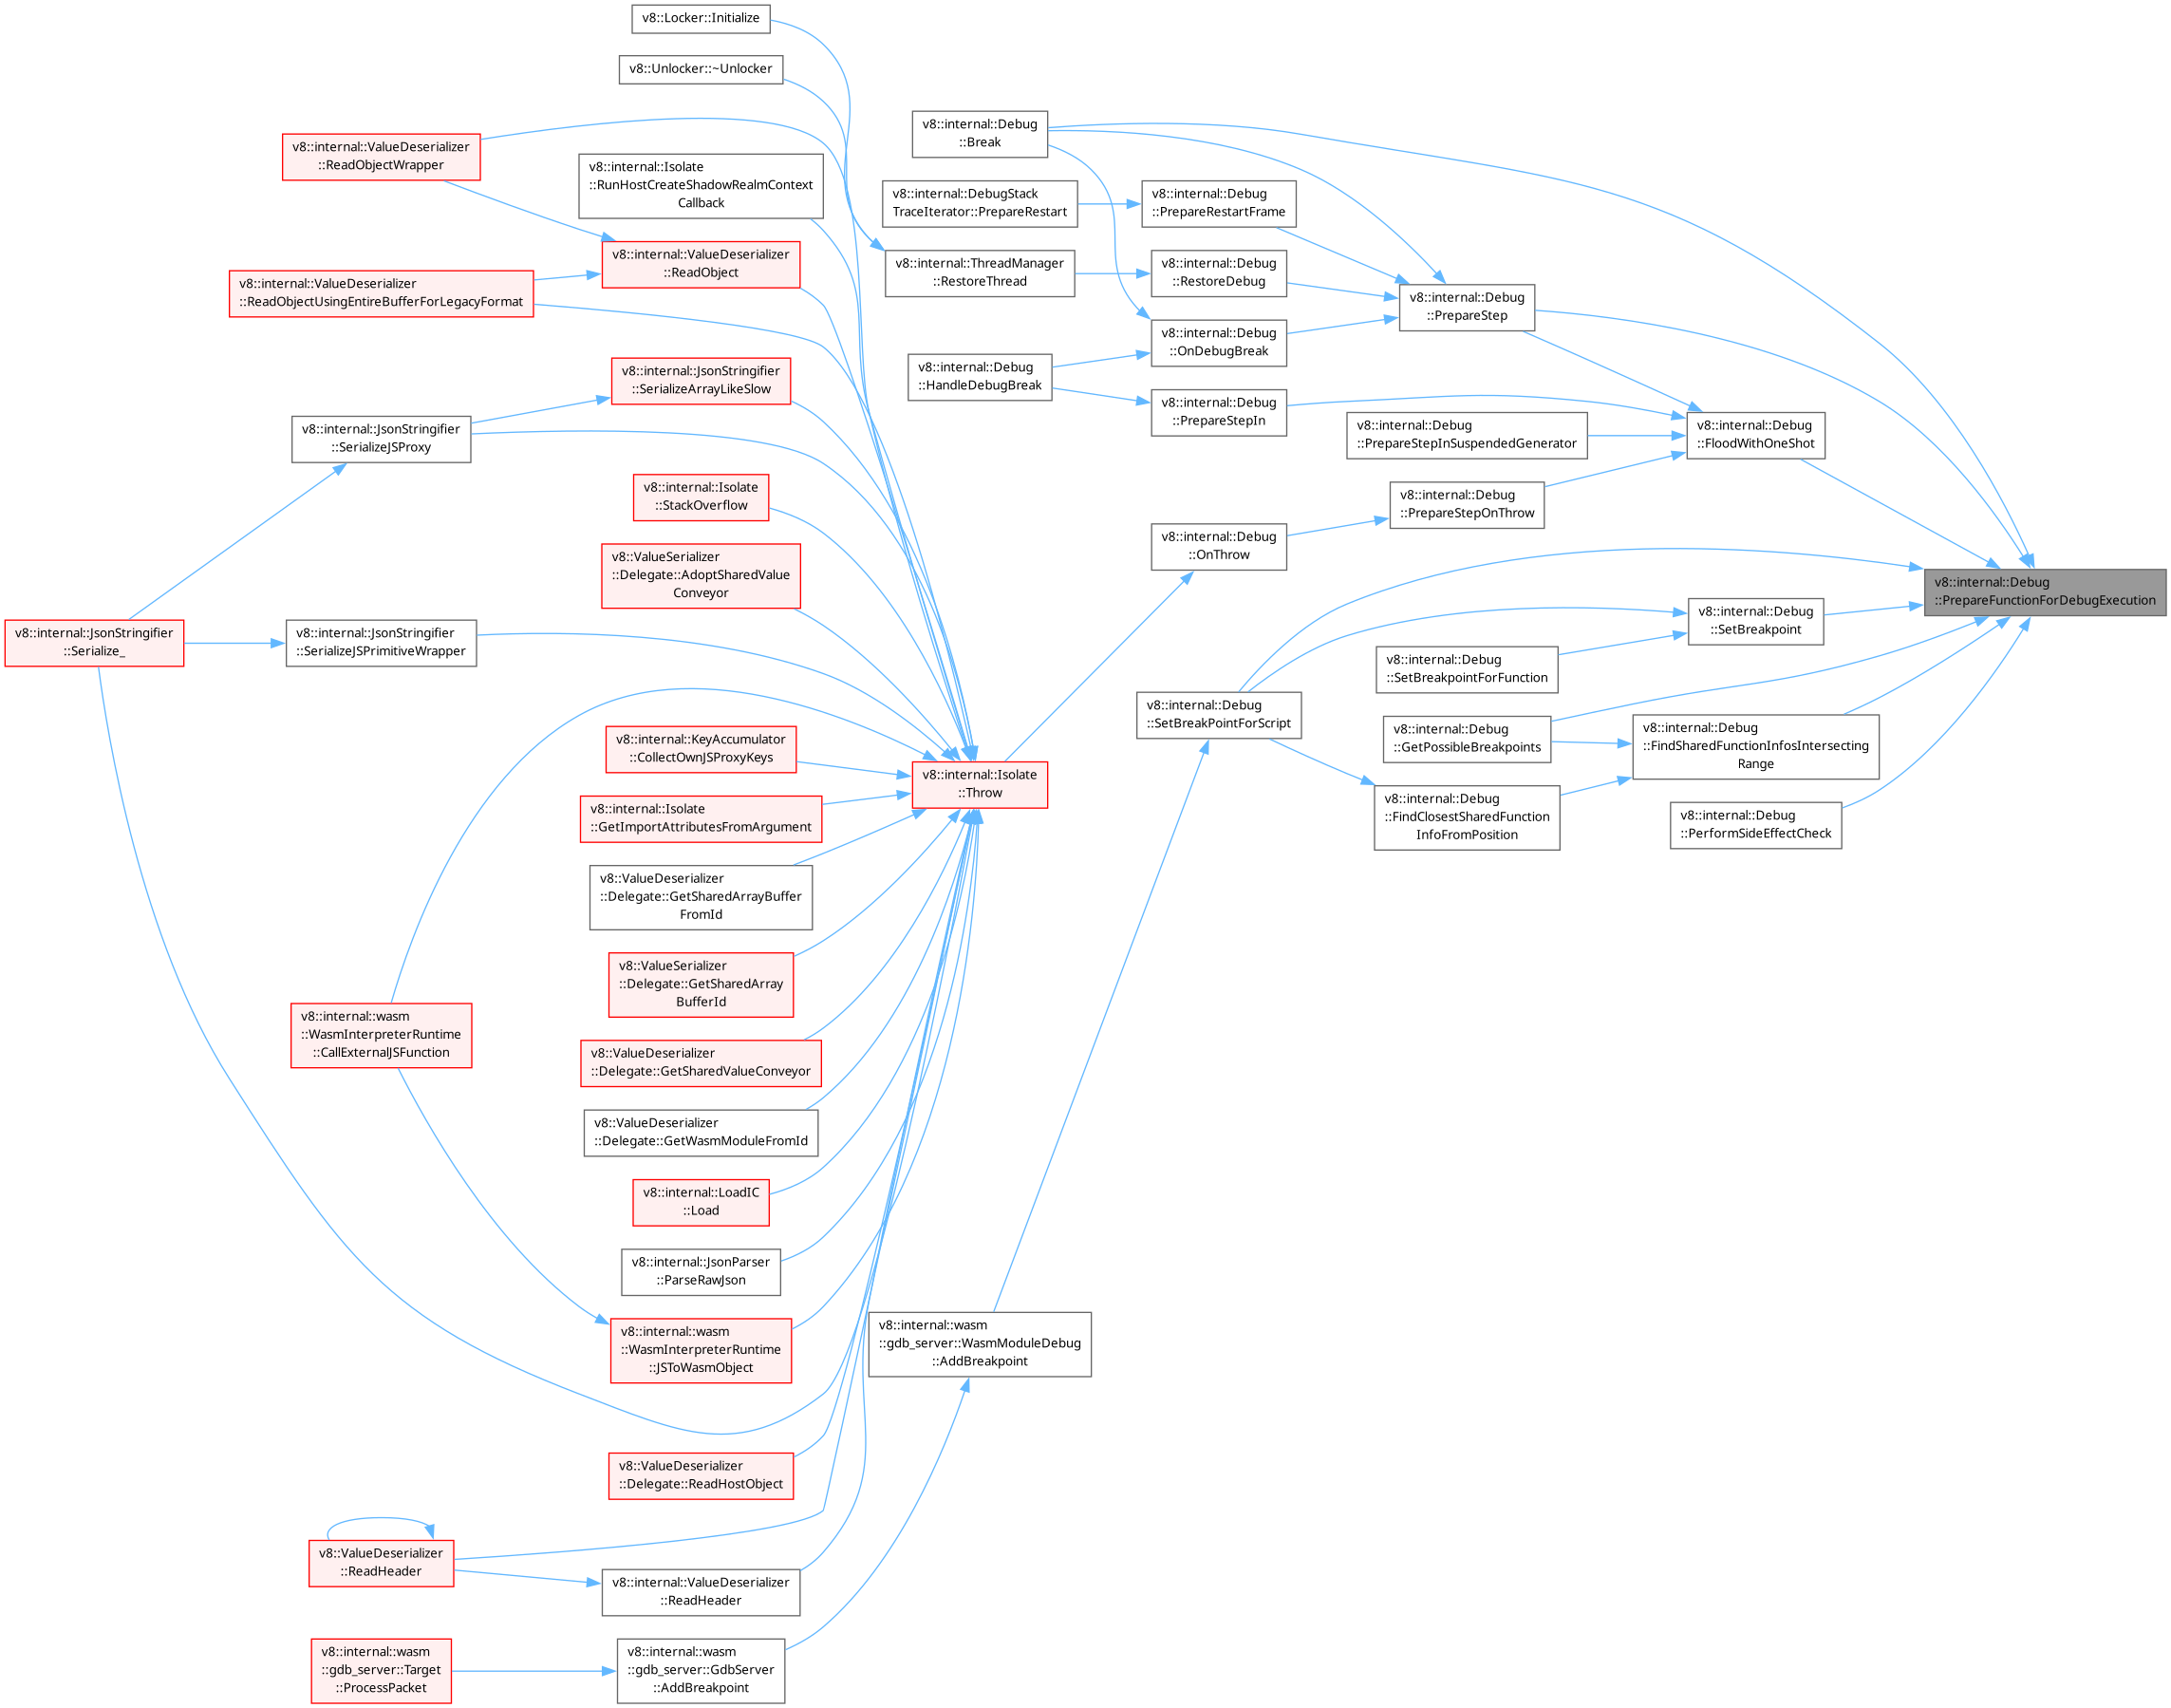 v8::Locker::Initialize
v8::Unlocker::~Unlocker
v8::internal::Debug
::Break
v8::internal::ValueDeserializer
::ReadObjectWrapper
v8::internal::Isolate
::RunHostCreateShadowRealmContext
Callback
v8::internal::DebugStack
TraceIterator::PrepareRestart
v8::internal::Debug
::PrepareRestartFrame
v8::internal::ValueDeserializer
::ReadObject
v8::internal::ThreadManager
::RestoreThread
v8::internal::Debug
::RestoreDebug
v8::internal::ValueDeserializer
::ReadObjectUsingEntireBufferForLegacyFormat
v8::internal::Debug
::PrepareStep
v8::internal::Debug
::OnDebugBreak
v8::internal::Debug
::HandleDebugBreak
v8::internal::JsonStringifier
::SerializeArrayLikeSlow
v8::internal::Debug
::PrepareStepIn
v8::internal::JsonStringifier
::SerializeJSProxy
v8::internal::Debug
::PrepareStepInSuspendedGenerator
v8::internal::Debug
::FloodWithOneShot
v8::internal::Isolate
::StackOverflow
v8::internal::Debug
::PrepareStepOnThrow
v8::internal::Debug
::OnThrow
v8::ValueSerializer
::Delegate::AdoptSharedValue
Conveyor
v8::internal::Debug
::PrepareFunctionForDebugExecution
v8::internal::JsonStringifier
::Serialize_
v8::internal::JsonStringifier
::SerializeJSPrimitiveWrapper
v8::internal::Debug
::SetBreakpoint
v8::internal::Debug
::SetBreakpointForFunction
v8::internal::Debug
::SetBreakPointForScript
v8::internal::Debug
::GetPossibleBreakpoints
v8::internal::Debug
::FindSharedFunctionInfosIntersecting
Range
v8::internal::KeyAccumulator
::CollectOwnJSProxyKeys
v8::internal::Isolate
::Throw
v8::internal::Isolate
::GetImportAttributesFromArgument
v8::internal::Debug
::FindClosestSharedFunction
InfoFromPosition
v8::internal::Debug
::PerformSideEffectCheck
v8::ValueDeserializer
::Delegate::GetSharedArrayBuffer
FromId
v8::ValueSerializer
::Delegate::GetSharedArray
BufferId
v8::internal::wasm
::WasmInterpreterRuntime
::CallExternalJSFunction
v8::ValueDeserializer
::Delegate::GetSharedValueConveyor
v8::ValueDeserializer
::Delegate::GetWasmModuleFromId
v8::internal::LoadIC
::Load
v8::internal::JsonParser
::ParseRawJson
v8::internal::wasm
::WasmInterpreterRuntime
::JSToWasmObject
v8::internal::wasm
::gdb_server::WasmModuleDebug
::AddBreakpoint
v8::ValueDeserializer
::Delegate::ReadHostObject
v8::ValueDeserializer
::ReadHeader
v8::internal::ValueDeserializer
::ReadHeader
v8::internal::wasm
::gdb_server::Target
::ProcessPacket
v8::internal::wasm
::gdb_server::GdbServer
::AddBreakpoint